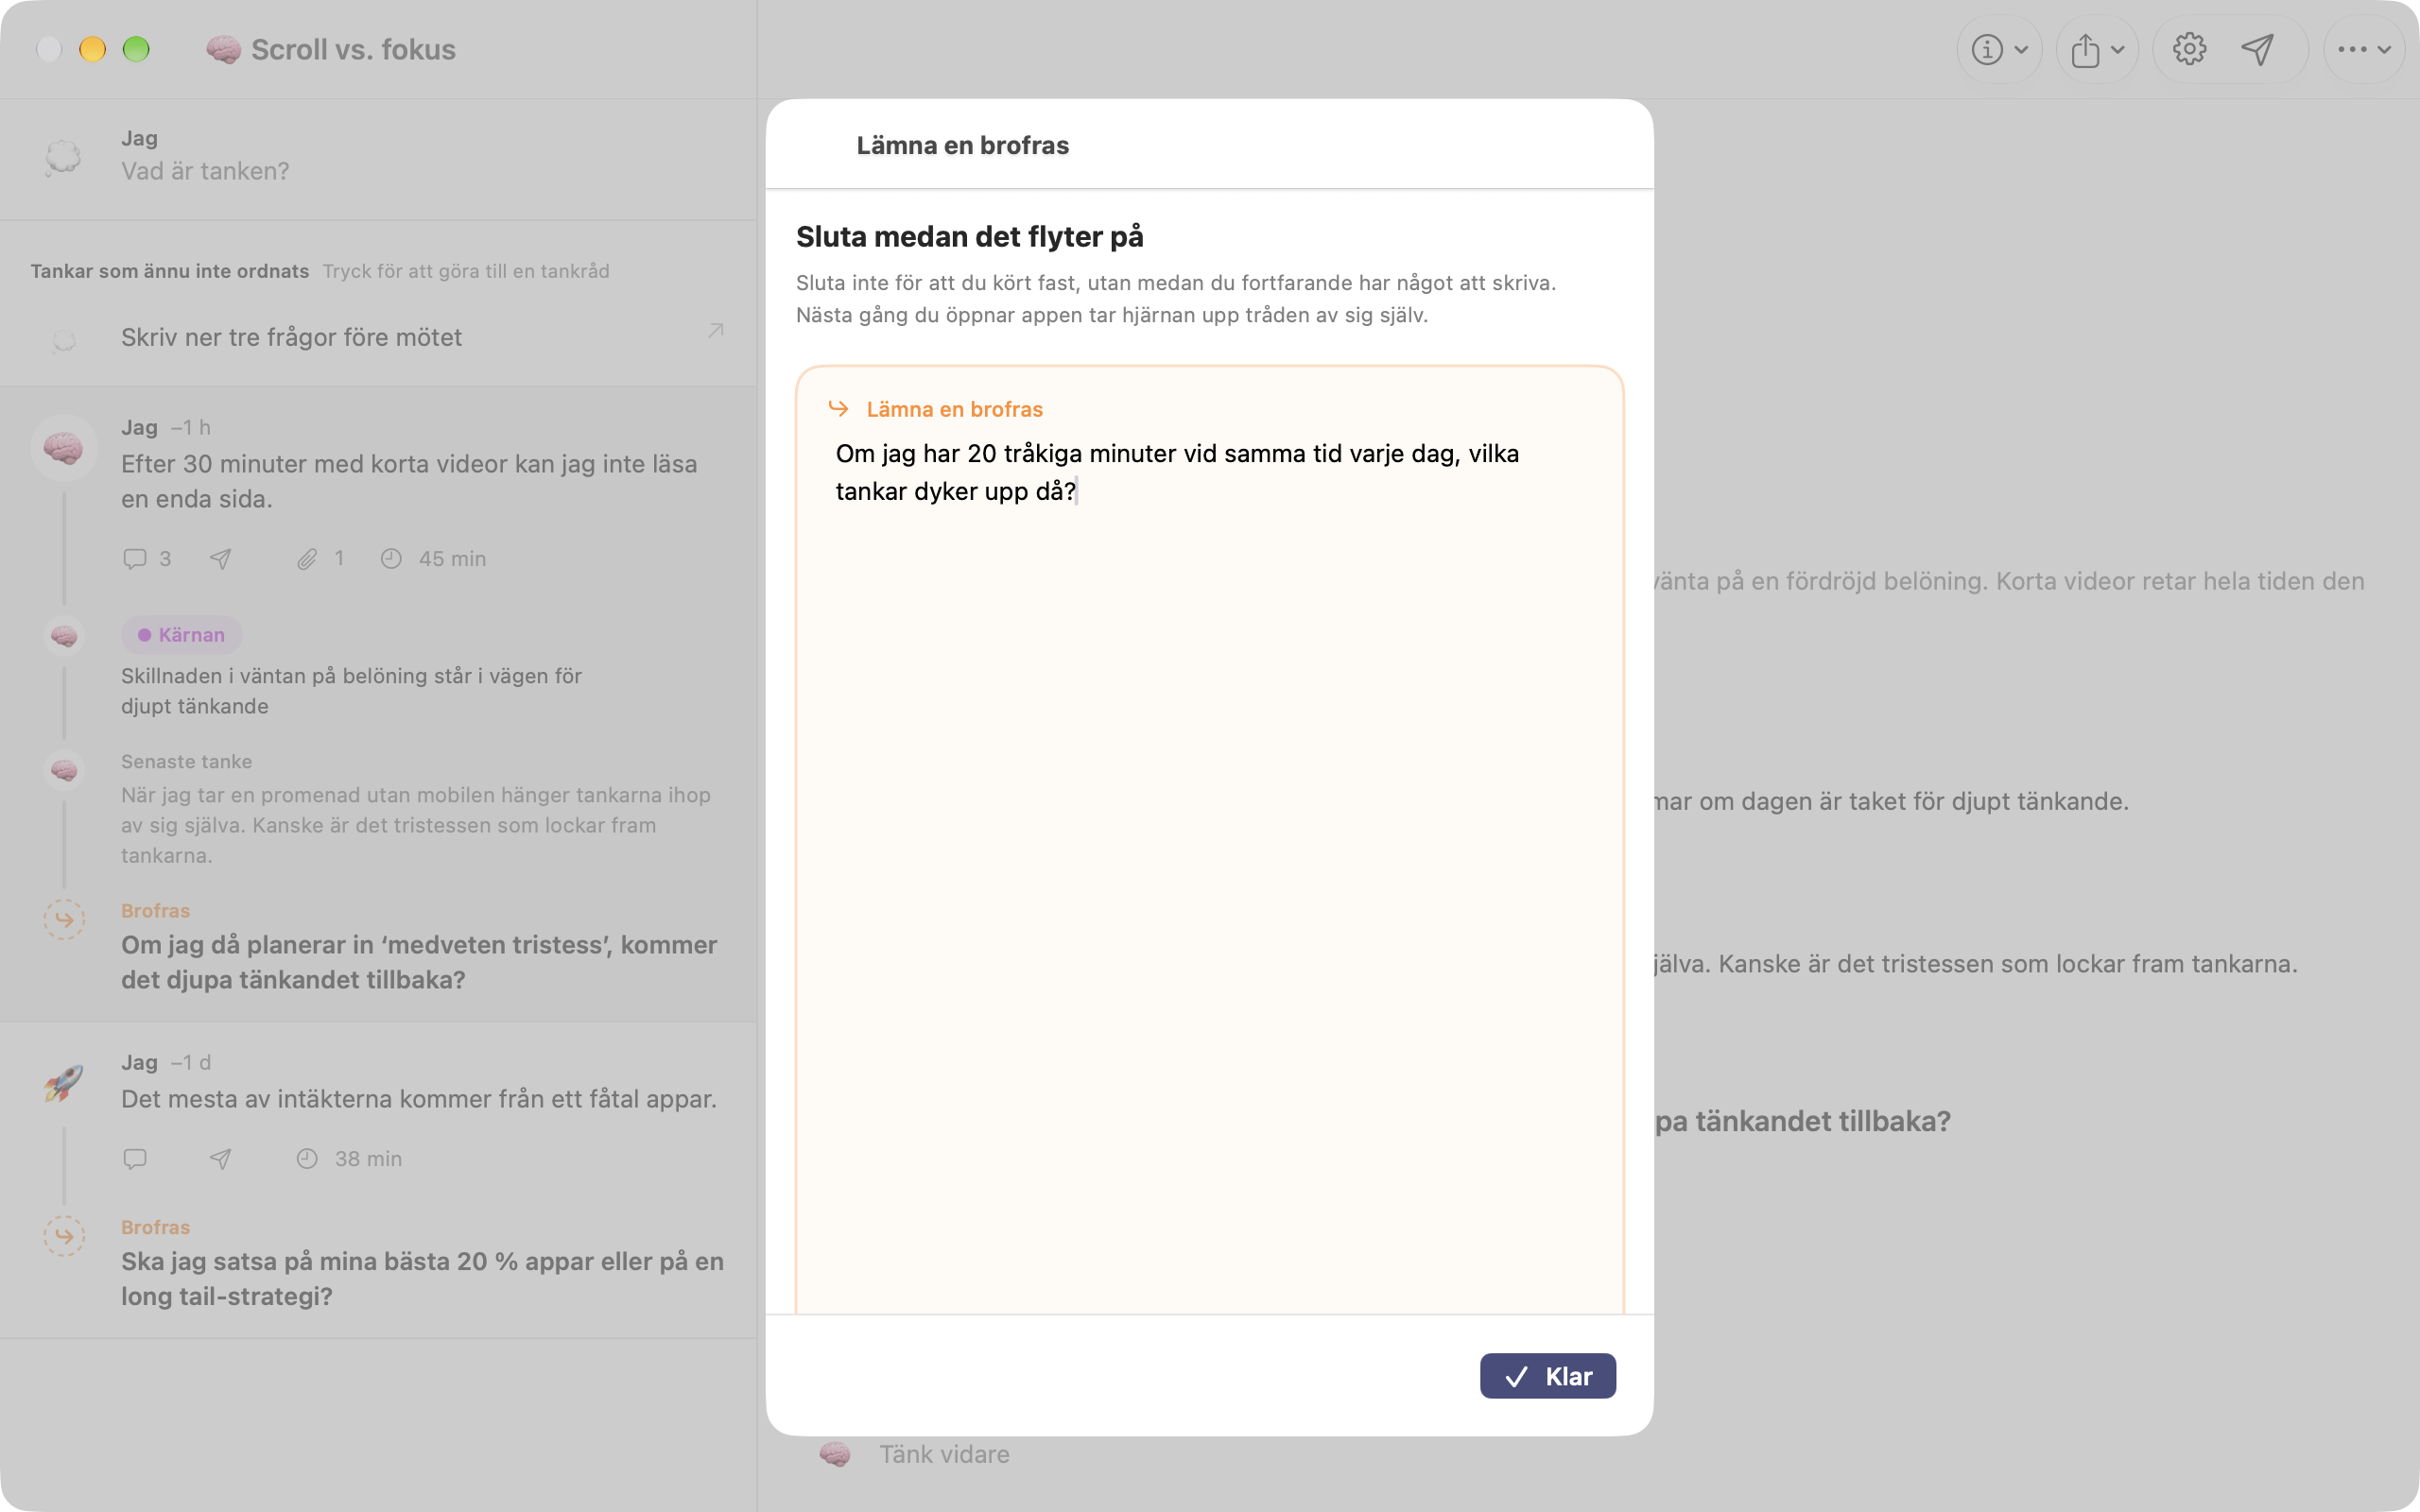 🧠 Scroll vs. fokus
Jag
Vad är tanken?
Tankar som ännu inte ordnats Tryck för att göra till en tankråd
Skriv ner tre frågor före mötet
Jag –1 h
Efter 30 minuter med korta videor kan jag inte läsa
en enda sida.
3 1 45 min
Kärnan
Skillnaden i väntan på belöning står i vägen för
djupt tänkande
Senaste tanke
När jag tar en promenad utan mobilen hänger tankarna ihop
av sig själva. Kanske är det tristessen som lockar fram
tankarna.
Brofras
Om jag då planerar in ‘medveten tristess’, kommer
det djupa tänkandet tillbaka?
Jag –1 d
Det mesta av intäkterna kommer från ett fåtal appar.
38 min
Brofras
Ska jag satsa på mina bästa 20 % appar eller på en
long tail-strategi?
Lämna en brofras
Sluta medan det flyter på
Sluta inte för att du kört fast, utan medan du fortfarande har något att skriva.
Nästa gång du öppnar appen tar hjärnan upp tråden av sig själv.
Lämna en brofras
Om jag har 20 tråkiga minuter vid samma tid varje dag, vilka
tankar dyker upp då?
Klar
vänta på en fördröjd belöning. Korta videor retar hela tiden den
mar om dagen är taket för djupt tänkande.
själva. Kanske är det tristessen som lockar fram tankarna.
pa tänkandet tillbaka?
Tänk vidare